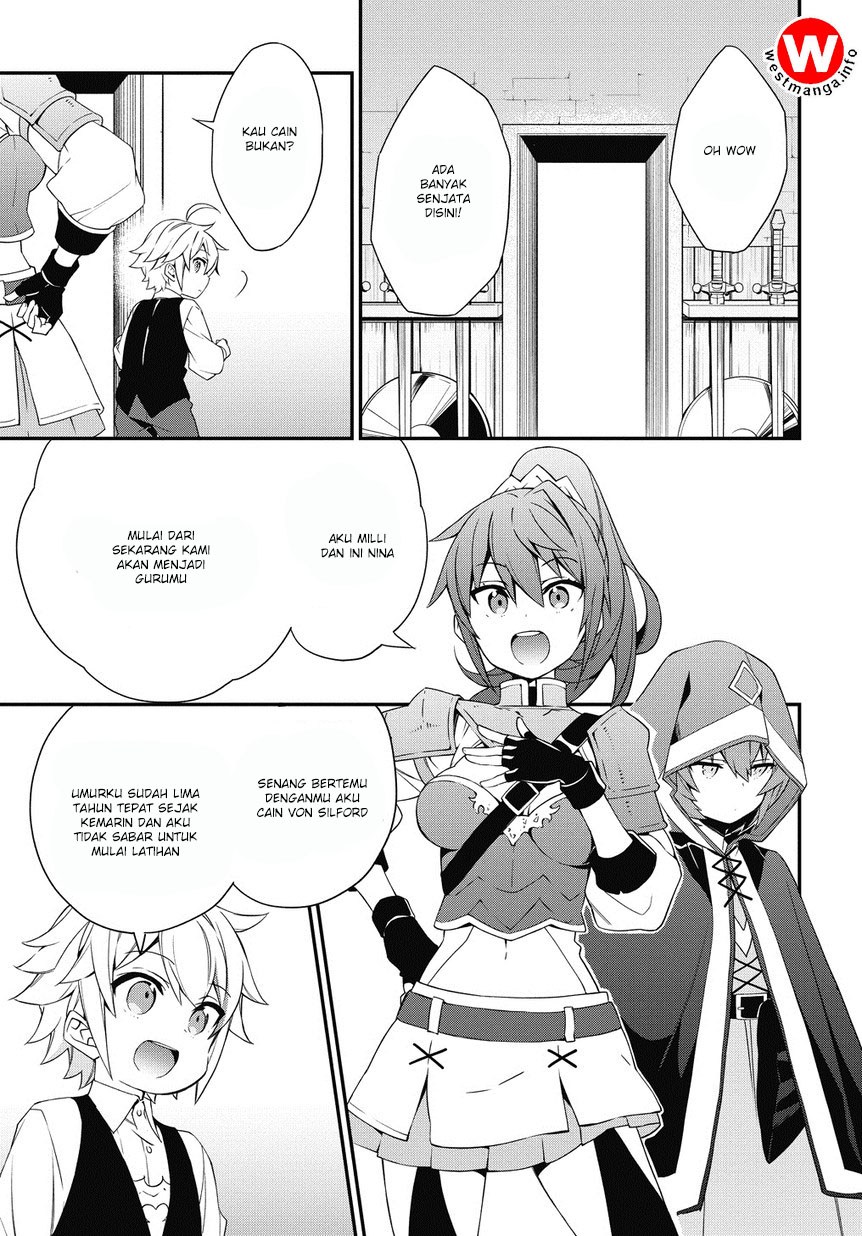 W
westmanga.info
OH WOW
ADA
BANYAK
SENJATA
DISINI!
KAU CAIN
BUKAN?
AKU MILLI
DAN INI NINA
MULAI DARI
SEKARANG KAMI
AKAN MENJADI
GURUMU
SENANG BERTEMU
DENGANMU AKU
CAIN VON SILFORD
UMURKU SUDAH LIMA
TAHUN TEPAT SEJAK
KEMARIN DAN AKU
TIDAK SABAR UNTUK
MULAI LATIHAN